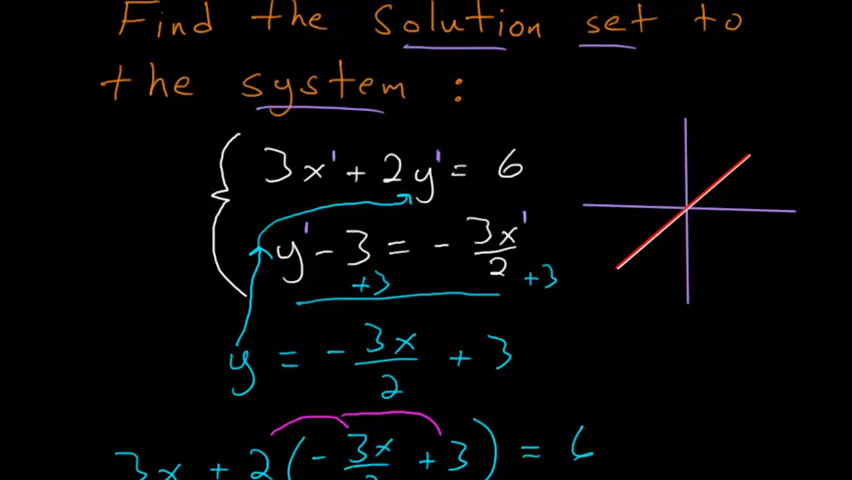 Find the solution set to
the system :
3x' + 2y' = 6
y' - 3 = - 3x'/2
+3 +3
y = - 3x/2 + 3
3x + 2(- 3x/2 + 3) = 6